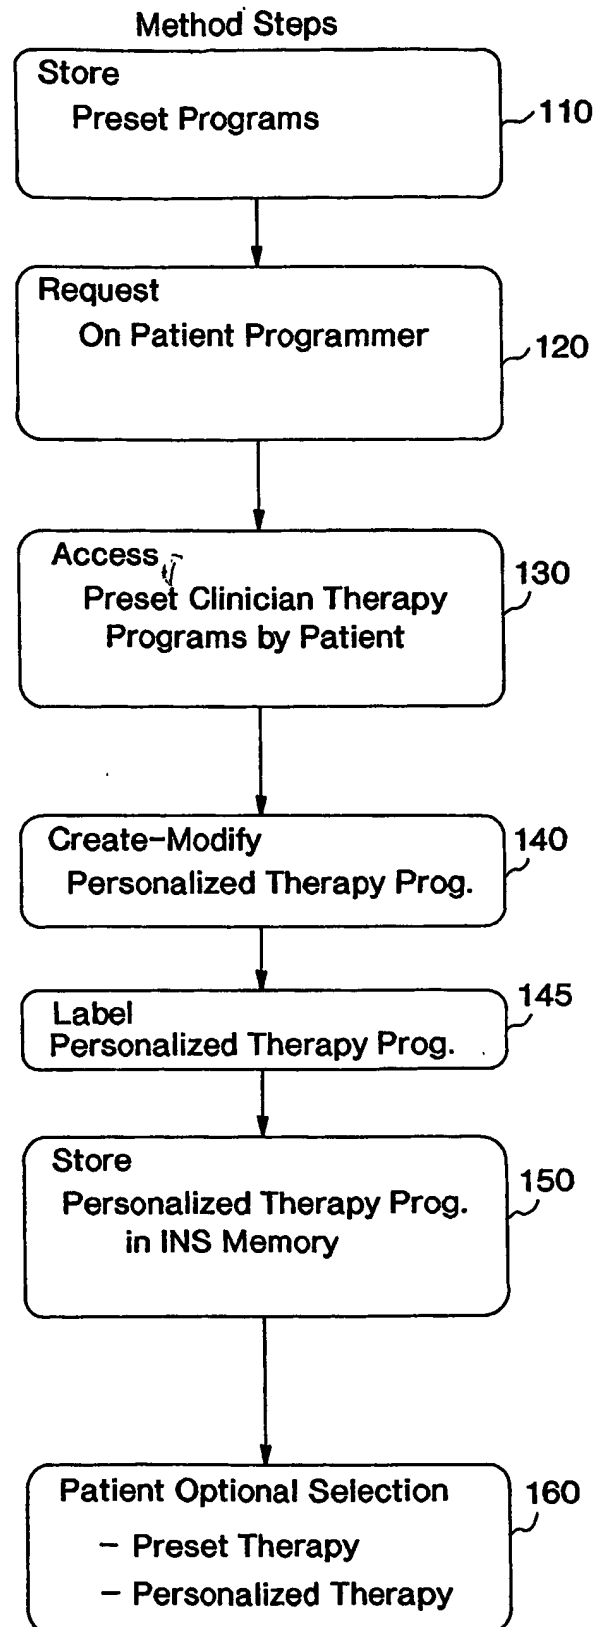 Method Steps
Store
Preset Programs
110
Request
On Patient Programmer
120
Access
Preset Clinician Therapy
Programs by Patient
130
Create-Modify
Personalized Therapy Prog.
140
Label
Personalized Therapy Prog.
145
Store
Personalized Therapy Prog.
in INS Memory
150
Patient Optional Selection
- Preset Therapy
- Personalized Therapy
160